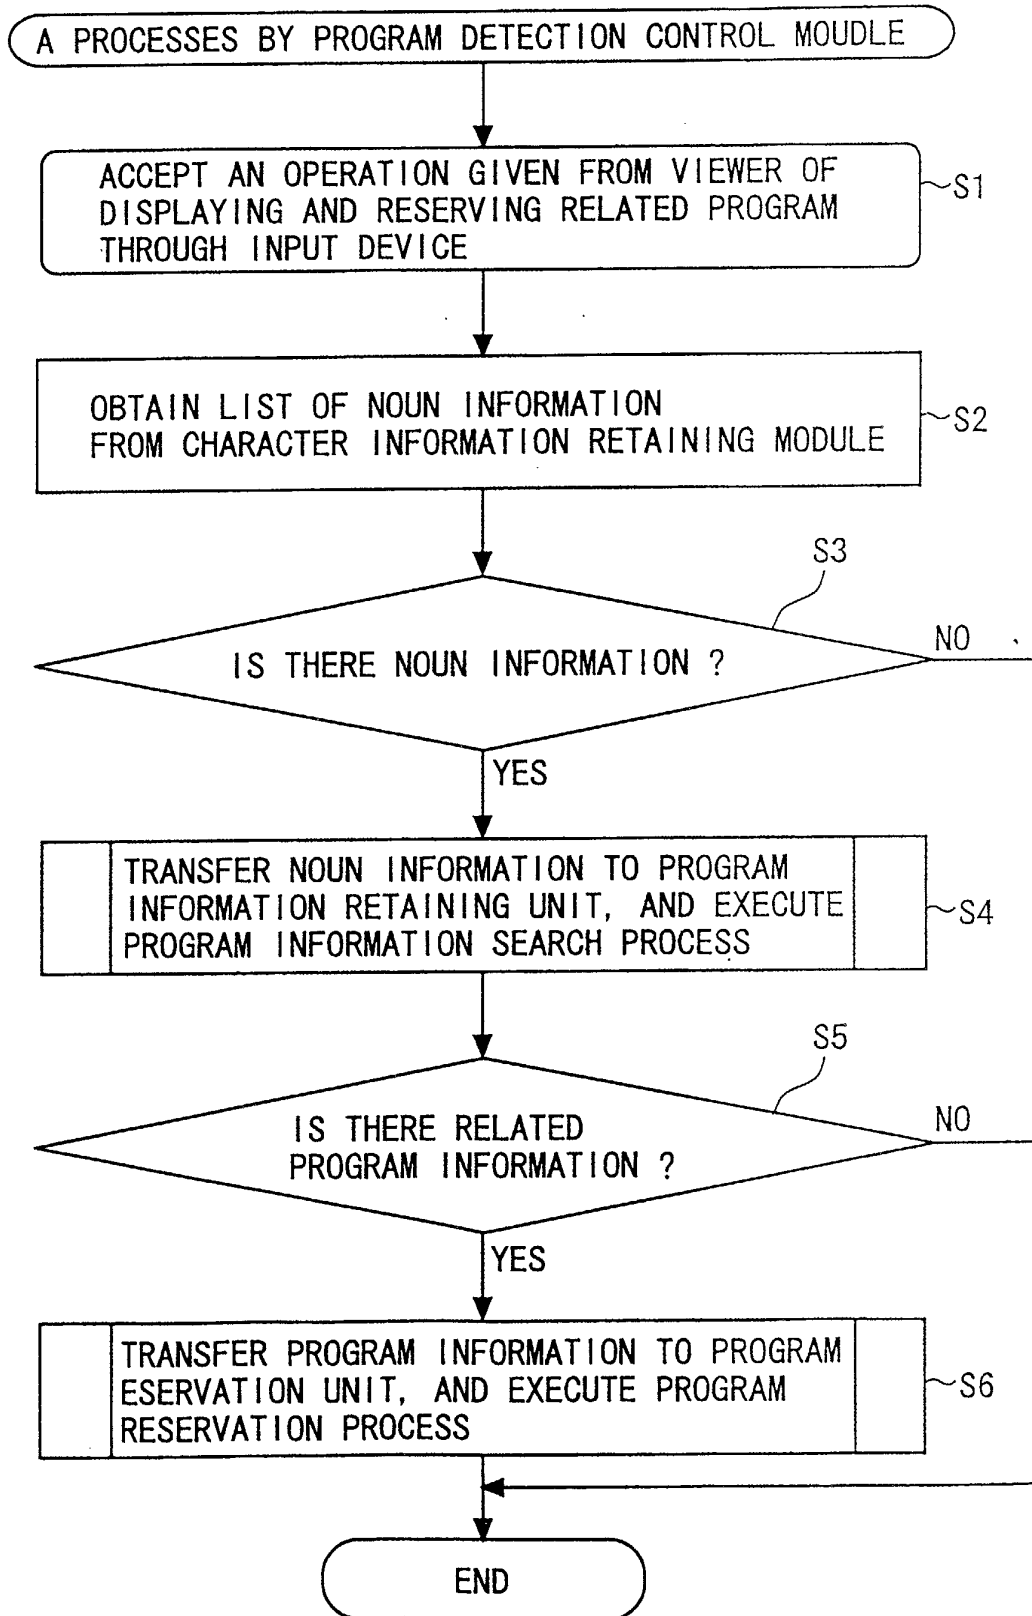 A PROCESSES BY PROGRAM DETECTION CONTROL MOUDLE
ACCEPT AN OPERATION GIVEN FROM VIEWER OF
DISPLAYING AND RESERVING RELATED PROGRAM
THROUGH INPUT DEVICE
S1
OBTAIN LIST OF NOUN INFORMATION
FROM CHARACTER INFORMATION RETAINING MODULE
S2
S3
IS THERE NOUN INFORMATION ?
NO
YES
TRANSFER NOUN INFORMATION TO PROGRAM
INFORMATION RETAINING UNIT, AND EXECUTE
PROGRAM INFORMATION SEARCH PROCESS
S4
S5
IS THERE RELATED
PROGRAM INFORMATION ?
NO
YES
TRANSFER PROGRAM INFORMATION TO PROGRAM
ESERVATION UNIT, AND EXECUTE PROGRAM
RESERVATION PROCESS
S6
END